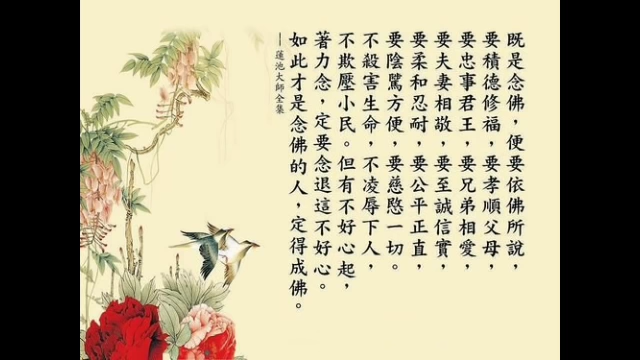 既是念佛，便要依佛所說，
要積德修福，要孝順父母，
要忠事君王，要兄弟相愛，
要夫妻相敬，要至誠信實，
要柔和忍耐，要公平正直，
要陰騭方便，要慈愍一切。
不殺害生命，不凌辱下人，
不欺壓小民。但有不好心起，
著力念，定要念退這不好心。
如此才是念佛的人，定得成佛。
—蓮池大師全集